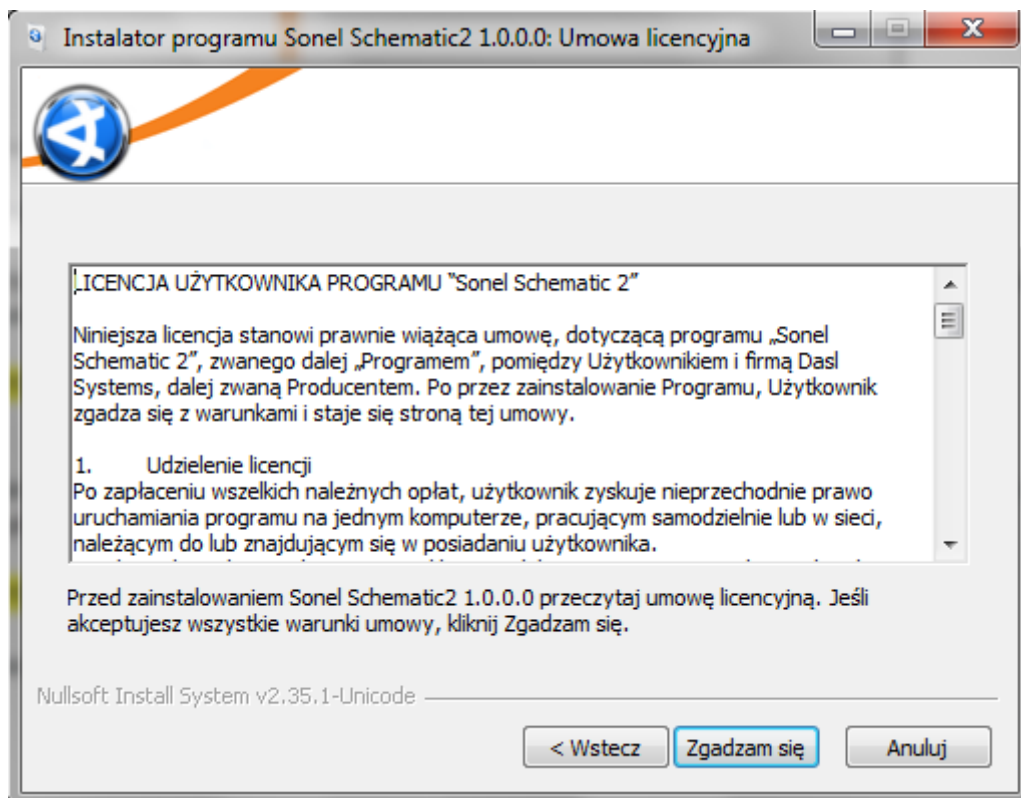 Instalator programu Sonel Schematic2 1.0.0.0: Umowa licencyjna
LICENCJA UŻYTKOWNIKA PROGRAMU “Sonel Schematic 2”
Niniejsza licencja stanowi prawnie wiążąca umowę, dotyczącą programu „Sonel
Schematic 2”, zwanego dalej „Programem”, pomiędzy Użytkownikiem i firmą Dasl
Systems, dalej zwaną Producentem. Po przez zainstalowanie Programu, Użytkownik
zgadza się z warunkami i staje się stroną tej umowy.
1. Udzielenie licencji
Po zapłaceniu wszelkich należnych opłat, użytkownik zyskuje nieprzechodnie prawo
uruchamiania programu na jednym komputerze, pracującym samodzielnie lub w sieci,
należącym do lub znajdującym się w posiadaniu użytkownika.
Przed zainstalowaniem Sonel Schematic2 1.0.0.0 przeczytaj umowę licencyjną. Jeśli
akceptujesz wszystkie warunki umowy, kliknij Zgadzam się.
Nullsoft Install System v2.35.1-Unicode
< Wstecz
Zgadzam się
Anuluj